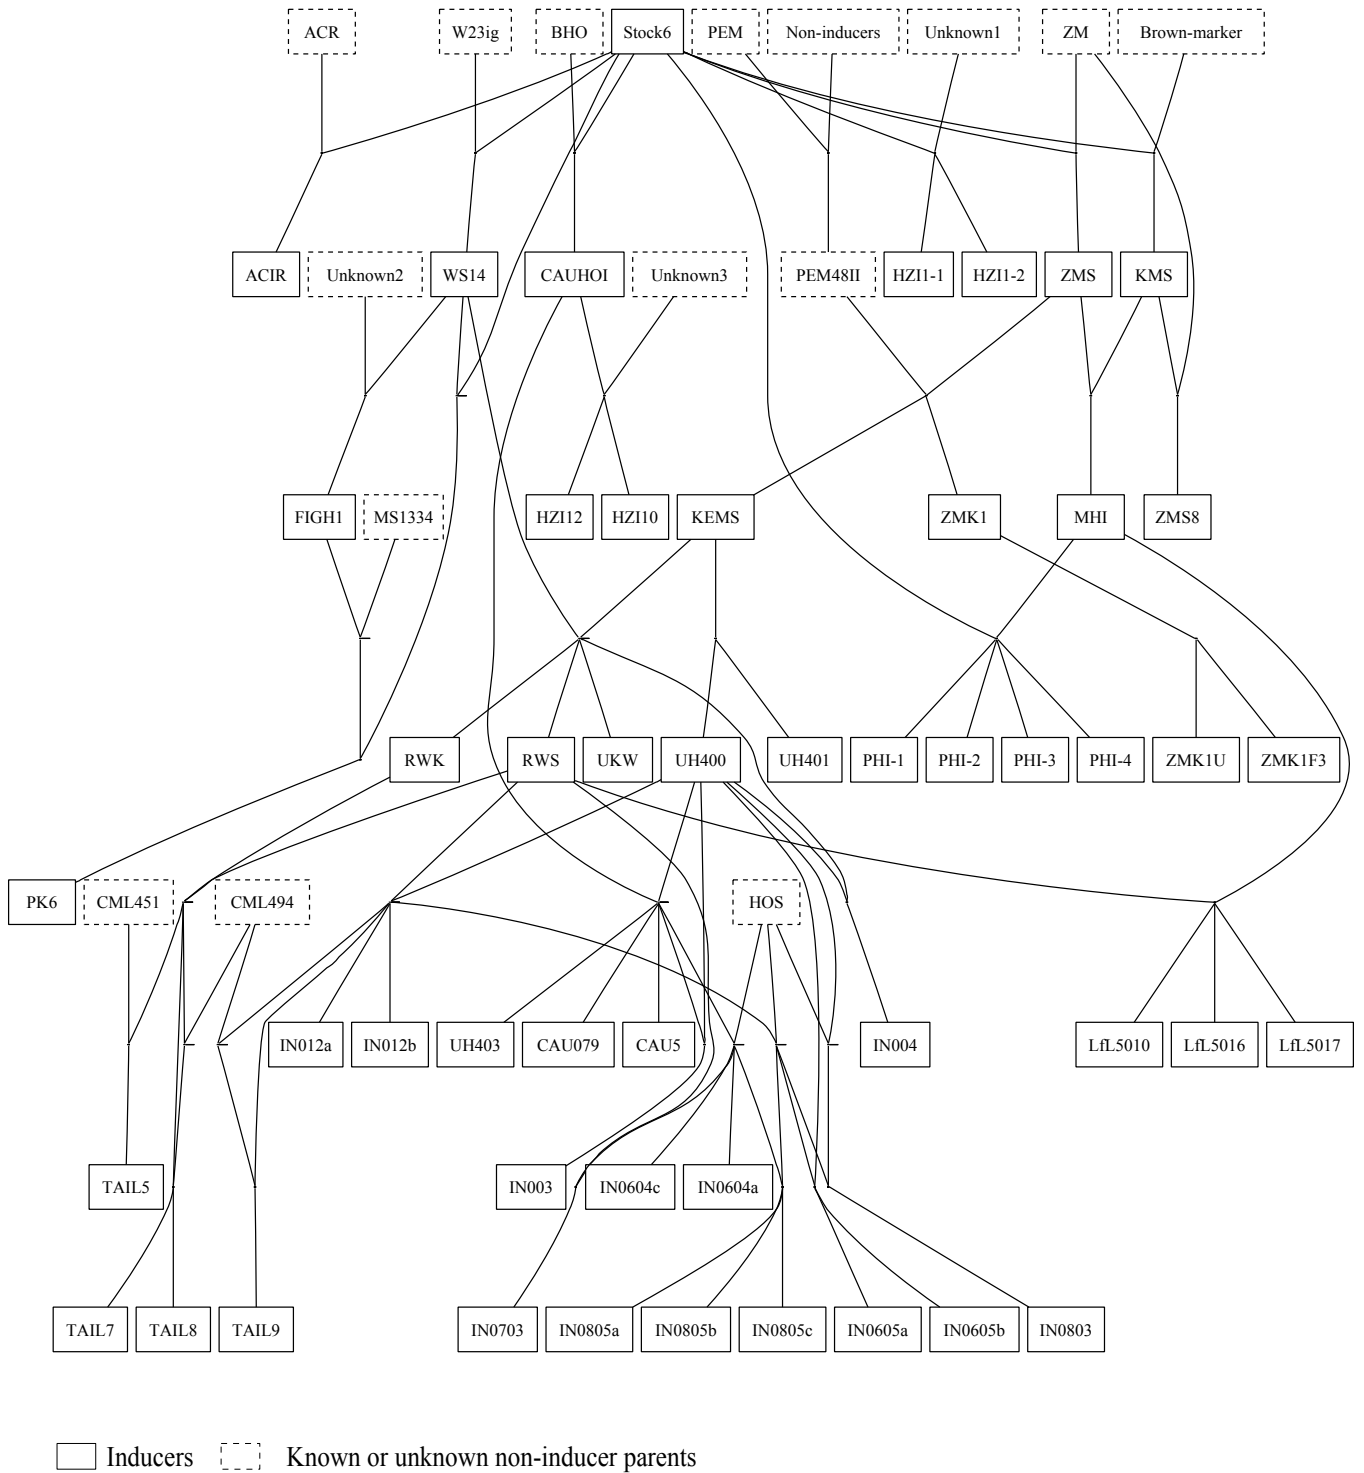 ACR W23ig BHO Stock6 PEM Non-inducers Unknown1 ZM Brown-marker
ACIR Unknown2 WS14 CAUHOI Unknown3 PEM48II HZI1-1 HZI1-2 ZMS KMS
FIGH1 MS1334 HZI12 HZI10 KEMS ZMK1 MHI ZMS8
RWK RWS UKW UH400 UH401 PHI-1 PHI-2 PHI-3 PHI-4 ZMK1U ZMK1F3
PK6 CML451 CML494 HOS
IN012a IN012b UH403 CAU079 CAU5 IN004 LfL5010 LfL5016 LfL5017
TAIL5 IN003 IN0604c IN0604a
TAIL7 TAIL8 TAIL9 IN0703 IN0805a IN0805b IN0805c IN0605a IN0605b IN0803
Inducers Known or unknown non-inducer parents